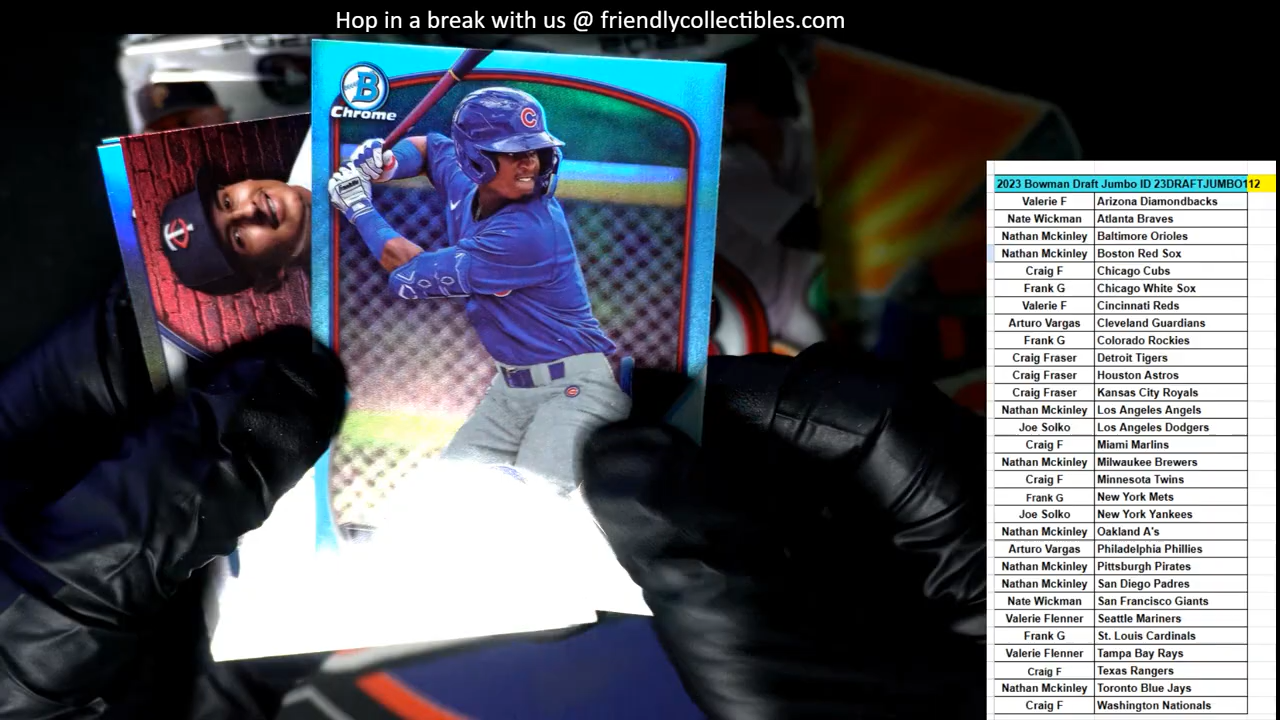 Hop in a break with us @ friendlycollectibles.com
B
Chrome
C
2023 Bowman Draft Jumbo ID 23DRAFTJUMBO112
Valerie F Arizona Diamondbacks
Nate Wickman Atlanta Braves
Nathan Mckinley Baltimore Orioles
Nathan Mckinley Boston Red Sox
Craig F Chicago Cubs
Frank G Chicago White Sox
Valerie F Cincinnati Reds
Arturo Vargas Cleveland Guardians
Frank G Colorado Rockies
Craig Fraser Detroit Tigers
Craig Fraser Houston Astros
Craig Fraser Kansas City Royals
Nathan Mckinley Los Angeles Angels
Joe Solko Los Angeles Dodgers
Craig F Miami Marlins
Nathan Mckinley Milwaukee Brewers
Craig F Minnesota Twins
Frank G New York Mets
Joe Solko New York Yankees
Nathan Mckinley Oakland A's
Arturo Vargas Philadelphia Phillies
Nathan Mckinley Pittsburgh Pirates
Nathan Mckinley San Diego Padres
Nate Wickman San Francisco Giants
Valerie Flenner Seattle Mariners
Frank G St. Louis Cardinals
Valerie Flenner Tampa Bay Rays
Craig F Texas Rangers
Nathan Mckinley Toronto Blue Jays
Craig F Washington Nationals